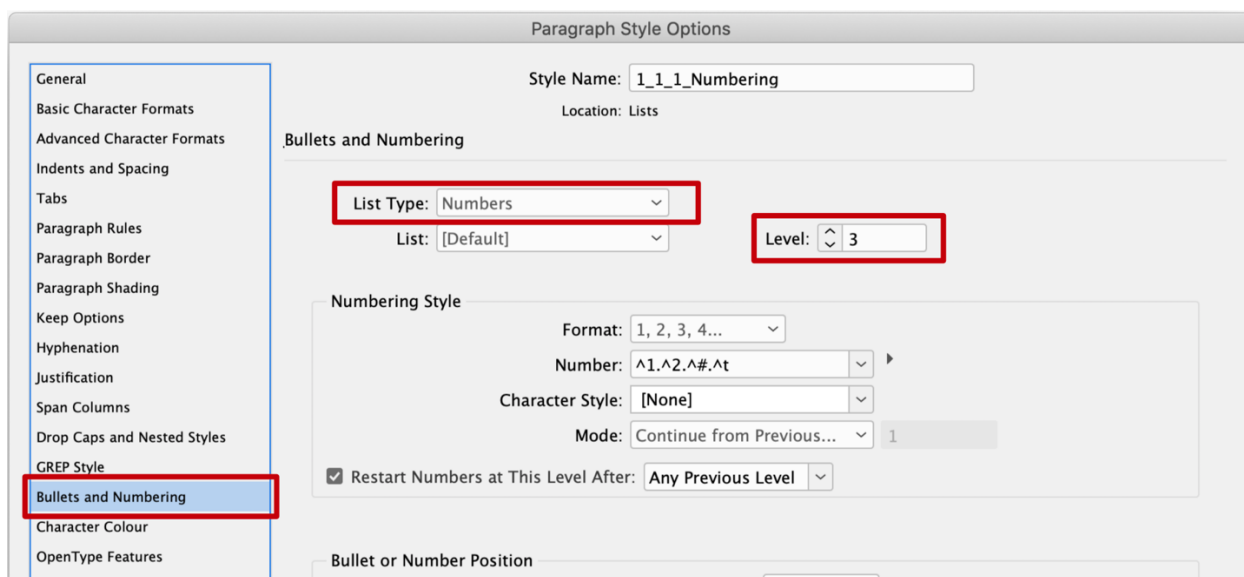 Paragraph Style Options
General
Basic Character Formats
Advanced Character Formats
Indents and Spacing
Tabs
Paragraph Rules
Paragraph Border
Paragraph Shading
Keep Options
Hyphenation
Justification
Span Columns
Drop Caps and Nested Styles
GREP Style
Bullets and Numbering
Character Colour
OpenType Features
Style Name: 1_1_1_Numbering
Location: Lists
Bullets and Numbering
List Type: Numbers
List: [Default]
Level: 3
Numbering Style
Format: 1, 2, 3, 4...
Number: ^1.^2.^#.^t
Character Style: [None]
Mode: Continue from Previous... 1
Restart Numbers at This Level After: Any Previous Level
Bullet or Number Position